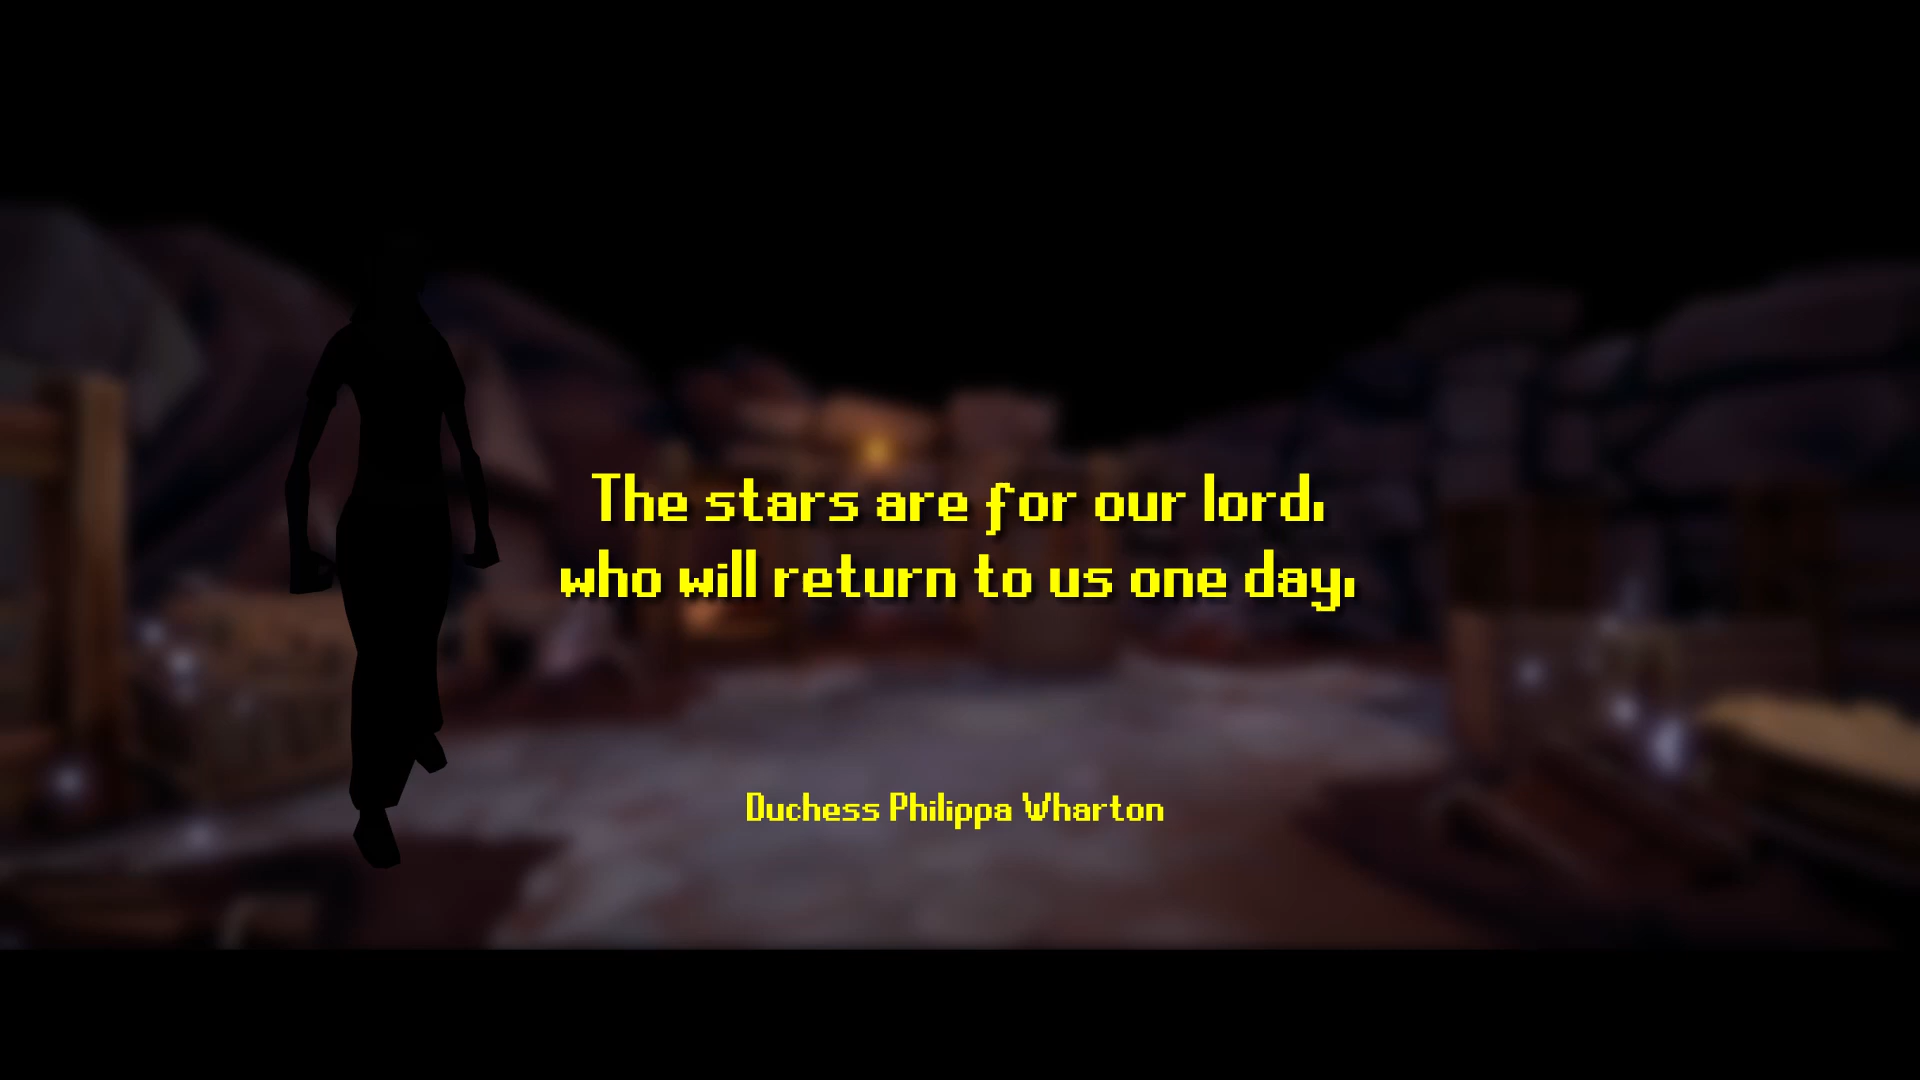 The stars are for our lord,
who will return to us one day.
Duchess Philippa Wharton